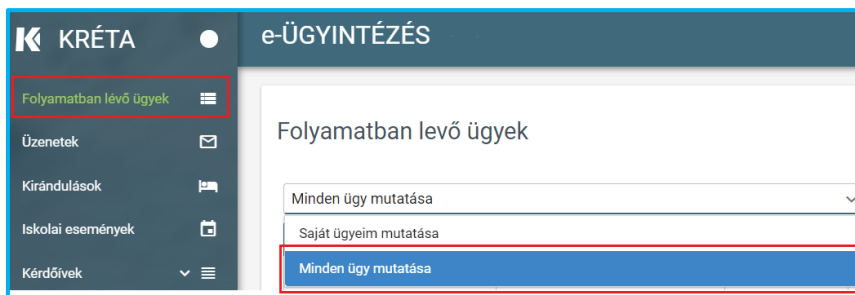 KRÉTA
Folyamatban lévő ügyek
Üzenetek
Kirándulások
Iskolai események
Kérdőívek
e-ÜGYINTÉZÉS
Folyamatban levő ügyek
Minden ügy mutatása
Saját ügyeim mutatása
Minden ügy mutatása